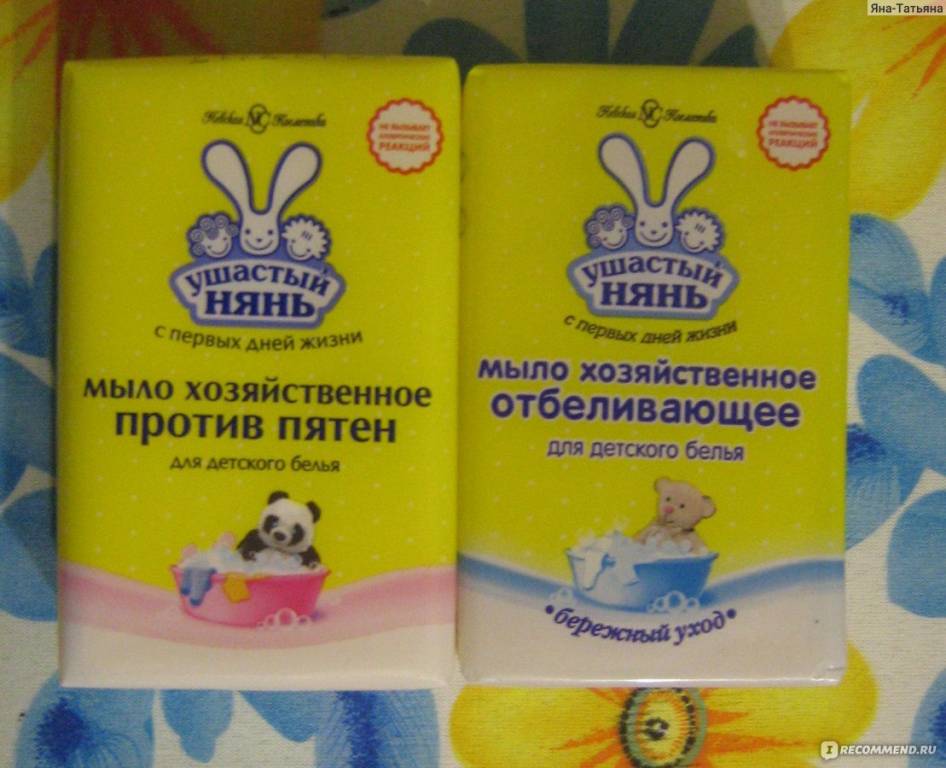 Яна-Татьяна
Невская Косметика
не вызывает
аллергических
РЕАКЦИЙ
УШАСТЫЙ
НЯНЬ
с первых дней жизни
мыло хозяйственное
против пятен
для детского белья
Невская Косметика
не вызывает
аллергических
РЕАКЦИЙ
УШАСТЫЙ
НЯНЬ
с первых дней жизни
мыло хозяйственное
отбеливающее
для детского белья
•бережный уход•
IRECOMMEND.RU